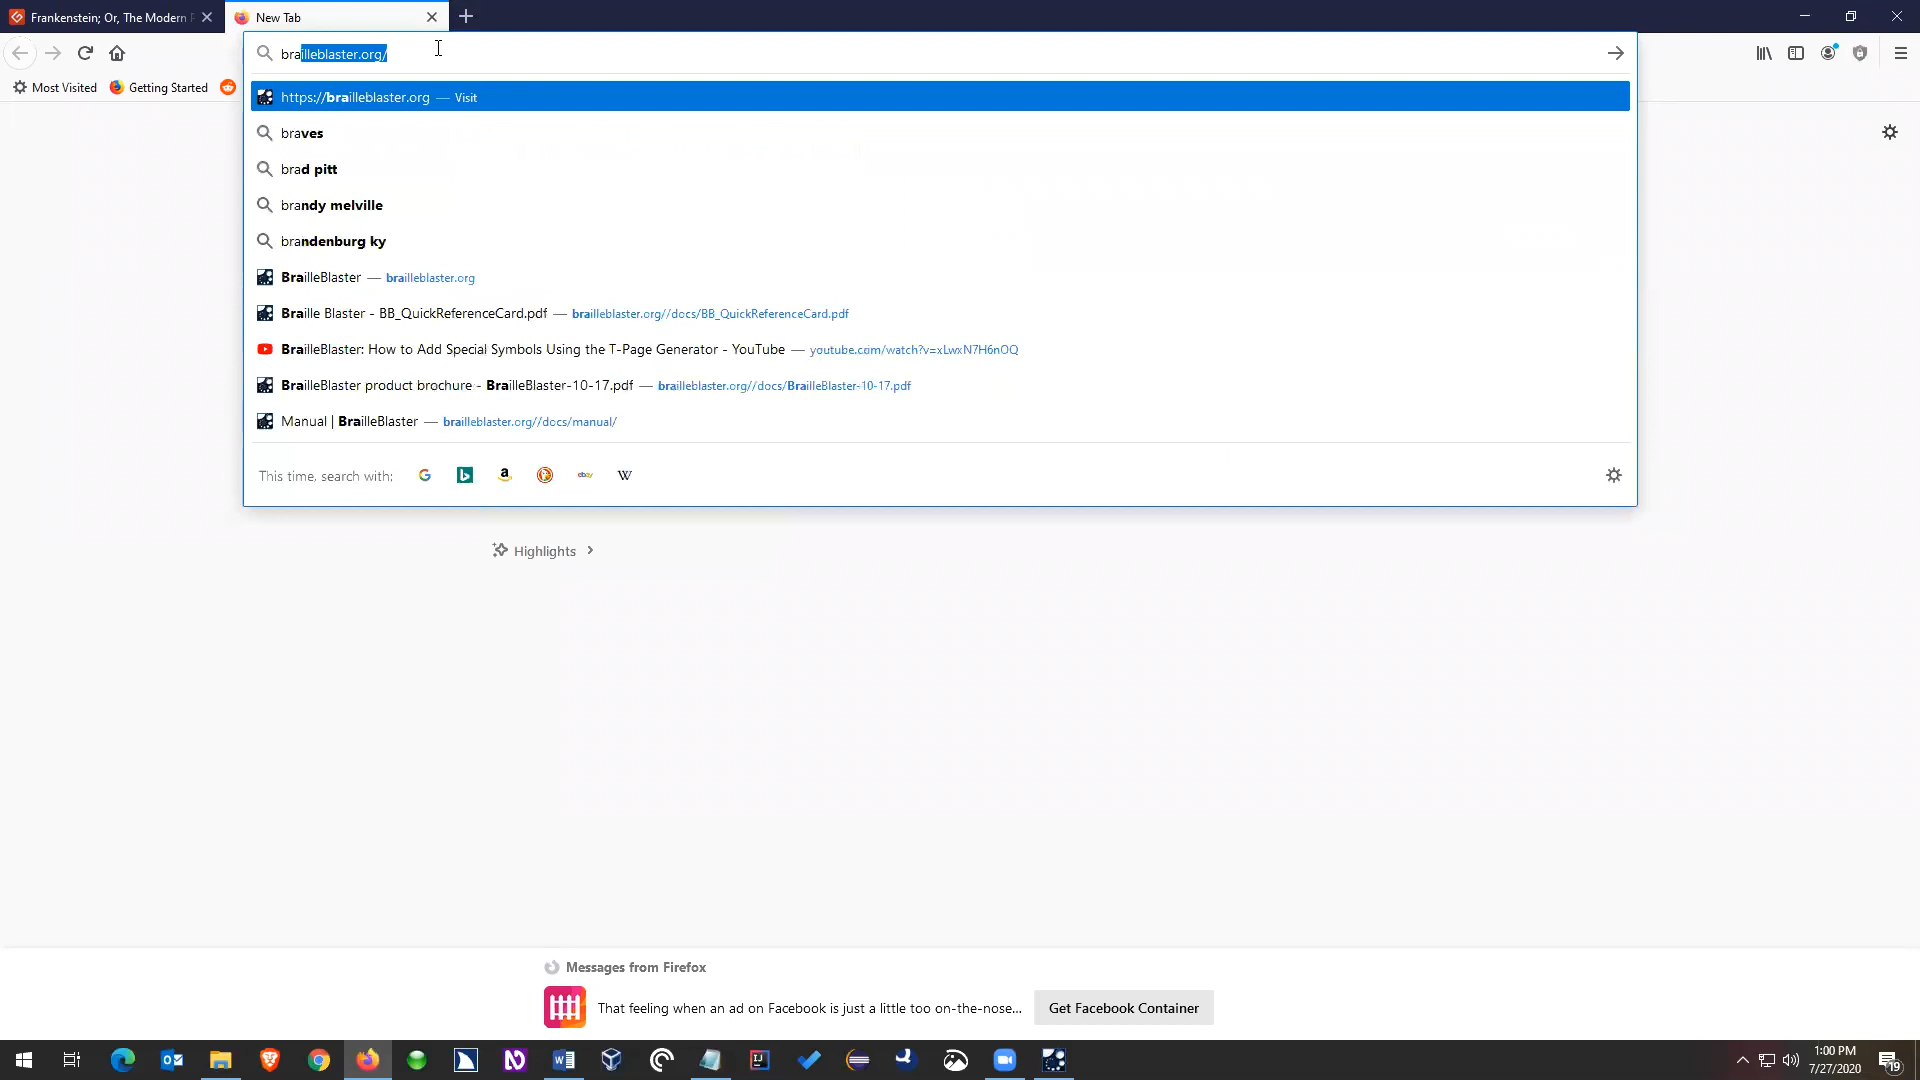 Frankenstein; Or, The Modern P
New Tab
brailleblaster.org/
Most Visited
Getting Started
https://brailleblaster.org — Visit
braves
brad pitt
brandy melville
brandenburg ky
BrailleBlaster — brailleblaster.org
Braille Blaster - BB_QuickReferenceCard.pdf — brailleblaster.org//docs/BB_QuickReferenceCard.pdf
BrailleBlaster: How to Add Special Symbols Using the T-Page Generator - YouTube — youtube.com/watch?v=xLwxN7H6nOQ
BrailleBlaster product brochure - BrailleBlaster-10-17.pdf — brailleblaster.org//docs/BrailleBlaster-10-17.pdf
Manual | BrailleBlaster — brailleblaster.org//docs/manual/
This time, search with:
Highlights
Messages from Firefox
That feeling when an ad on Facebook is just a little too on-the-nose...
Get Facebook Container
1:00 PM
7/27/2020
19